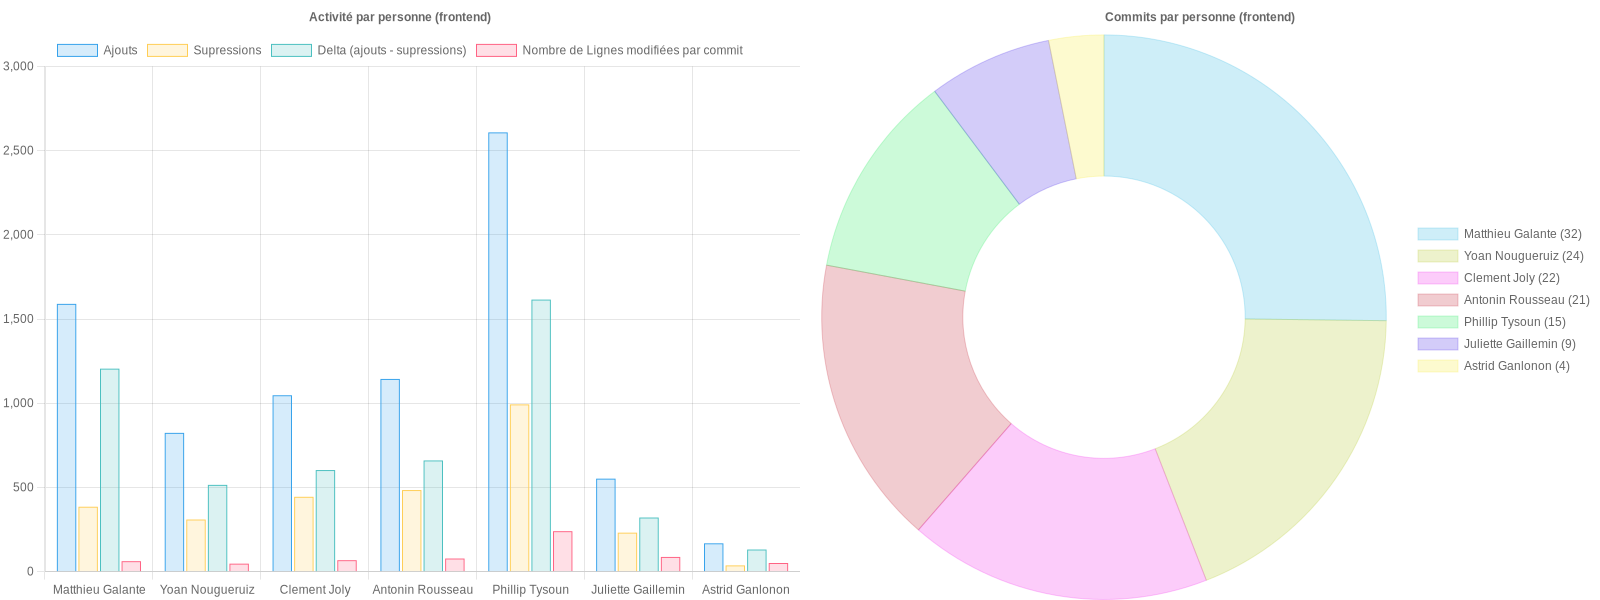 Activité par personne (frontend)
Ajouts
Supressions
Delta (ajouts - supressions)
Nombre de Lignes modifiées par commit
3,000
2,500
2,000
1,500
1,000
500
0
Matthieu Galante
Yoan Nougueruiz
Clement Joly
Antonin Rousseau
Phillip Tysoun
Juliette Gaillemin
Astrid Ganlonon
Commits par personne (frontend)
Matthieu Galante (32)
Yoan Nougueruiz (24)
Clement Joly (22)
Antonin Rousseau (21)
Phillip Tysoun (15)
Juliette Gaillemin (9)
Astrid Ganlonon (4)